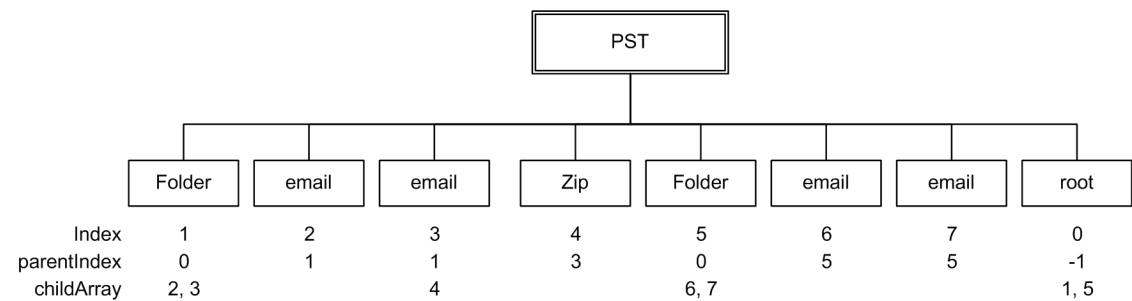 PST
Folder email email Zip Folder email email root
Index 1 2 3 4 5 6 7 0
parentIndex 0 1 1 3 0 5 5 -1
childArray 2, 3 4 6, 7 1, 5